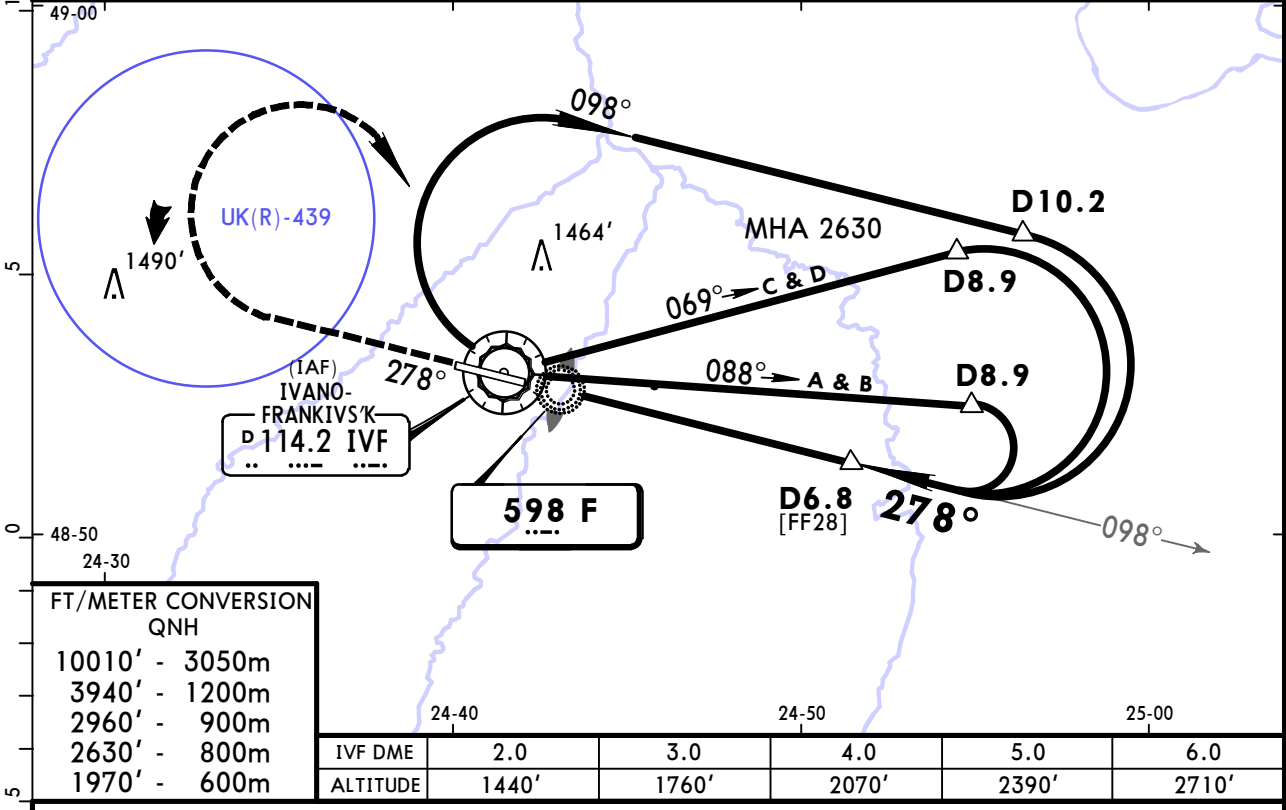 49-00
098°
D10.2
UK(R)-439
1464'
MHA 2630
1490'
5
D8.9
069° C & D
(IAF)
IVANO-
FRANKIVS'K
D 114.2 IVF
278°
088° A & B
D8.9
598 F
D6.8
[FF28]
278°
098°
0
48-50
24-30
FT/METER CONVERSION
QNH
10010' - 3050m
3940' - 1200m
2960' - 900m
2630' - 800m
1970' - 600m
24-40 24-50 25-00
IVF DME 2.0 3.0 4.0 5.0 6.0
ALTITUDE 1440' 1760' 2070' 2390' 2710'
5